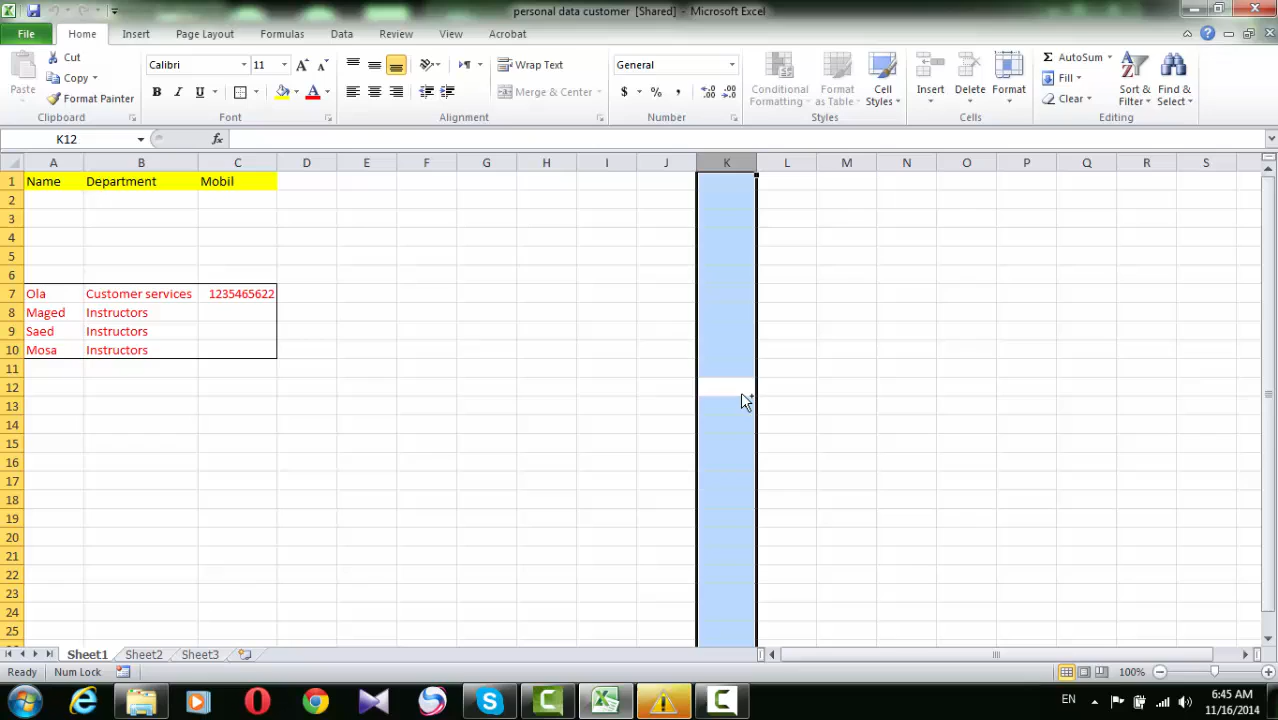 personal data customer [Shared] - Microsoft Excel
File Home Insert Page Layout Formulas Data Review View Acrobat
Paste
Cut
Copy
Format Painter
Clipboard
Calibri 11
B I U
Font
Wrap Text
Merge & Center
Alignment
General
$ % ,
Number
Conditional Formatting
Format as Table
Cell Styles
Styles
Insert
Delete
Format
Cells
Σ AutoSum
Fill
Clear
Sort & Filter
Find & Select
Editing
K12 fx
A B C D E F G H I J K L M N O P Q R S
1 Name Department Mobil
2
3
4
5
6
7 Ola Customer services 1235465622
8 Maged Instructors
9 Saed Instructors
10 Mosa Instructors
11
12
13
14
15
16
17
18
19
20
21
22
23
24
25
Sheet1 Sheet2 Sheet3
Ready Num Lock 100%
EN 6:45 AM
11/16/2014